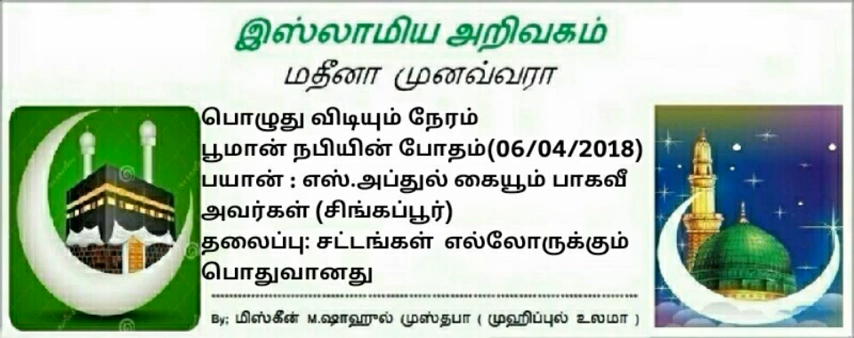 இஸ்லாமிய அறிவகம்
மதீனா முனவ்வரா
பொழுது விடியும் நேரம்
பூமான் நபியின் போதம்(06/04/2018)
பயான் : எஸ்.அப்துல் கையூம் பாகவீ
அவர்கள் (சிங்கப்பூர்)
தலைப்பு: சட்டங்கள் எல்லோருக்கும்
பொதுவானது
By; மிஸ்கீன் M.ஷாஹுல் முஸ்தபா ( முஹிப்புல் உலமா )